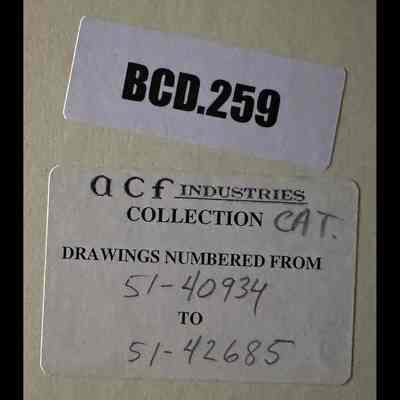 BCD.259
acf INDUSTRIES
COLLECTION CAT.
DRAWINGS NUMBERED FROM
51-40934
TO
51-42685